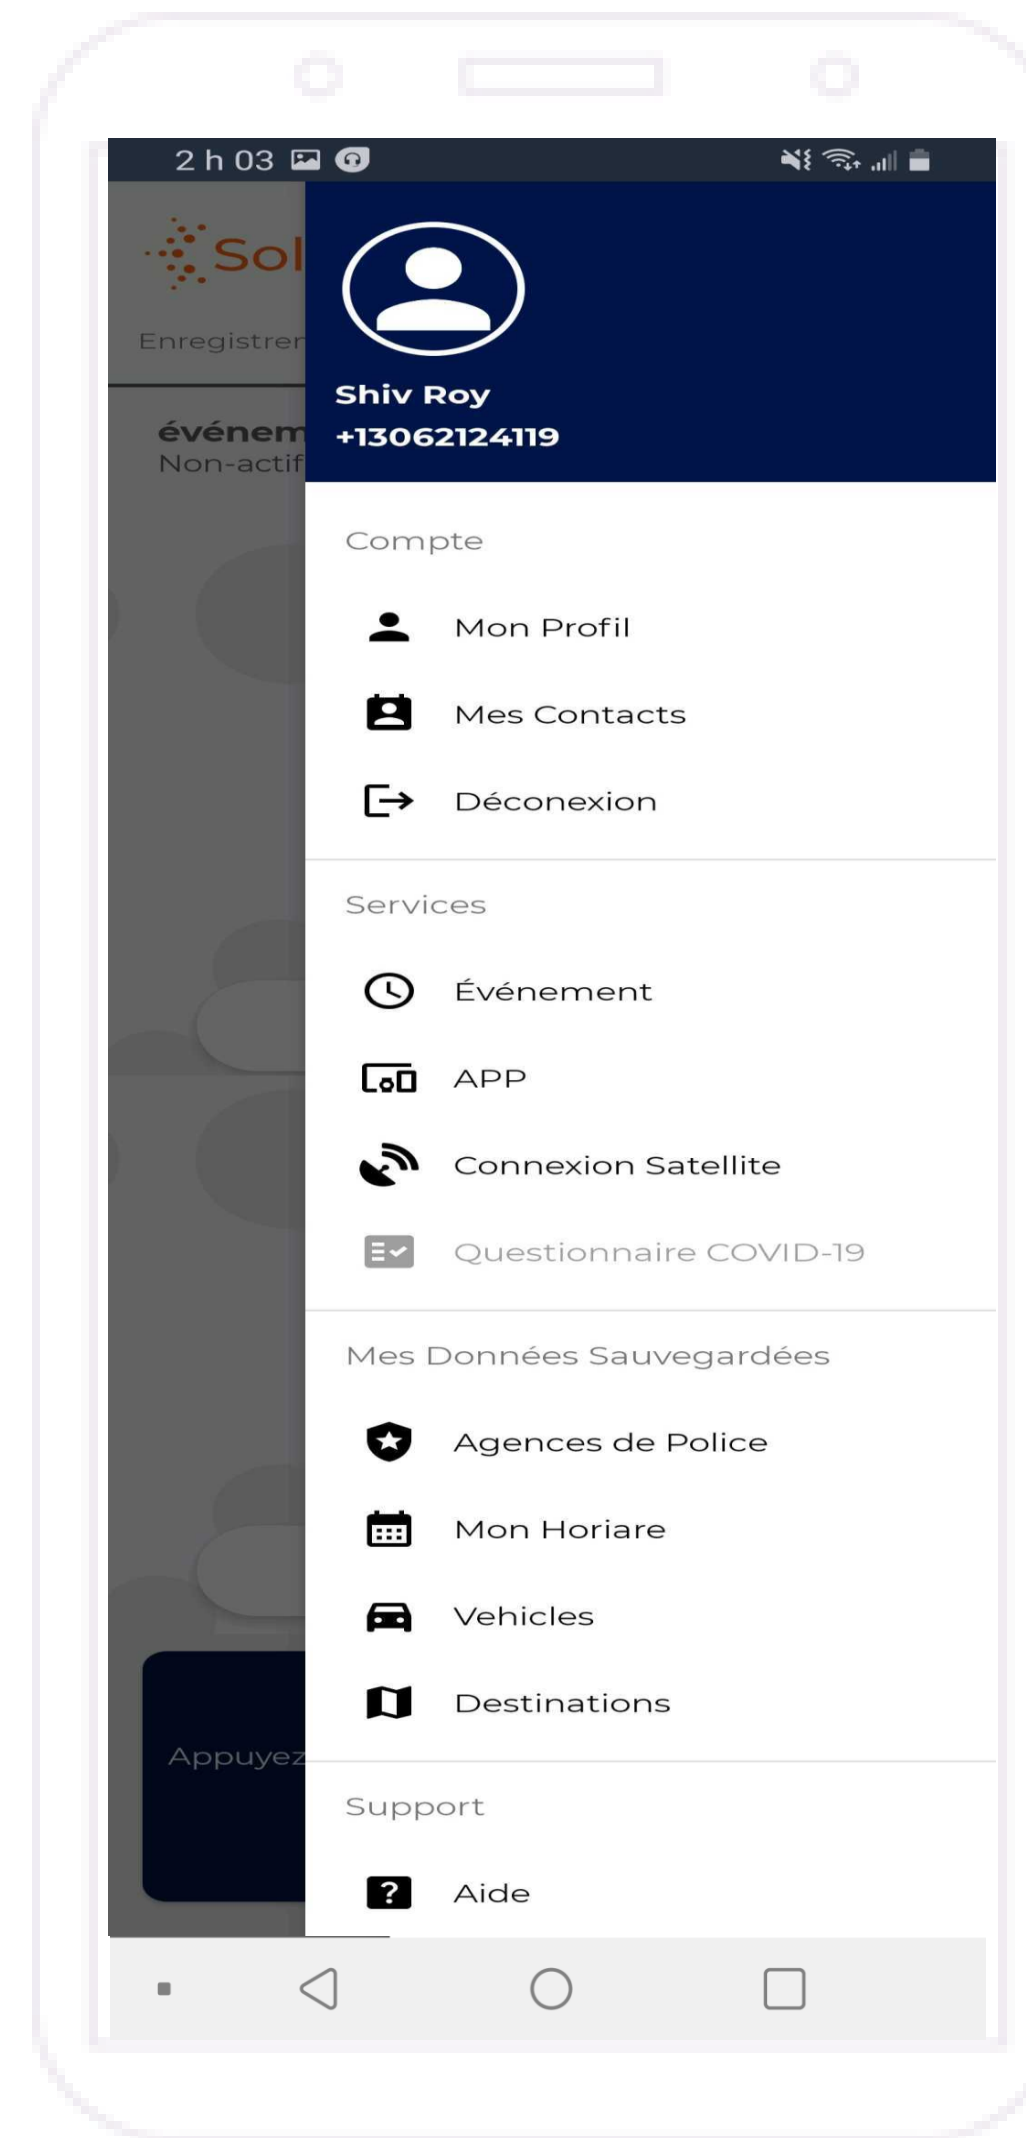 2 h 03
Sol
Enregistrer
événem
Non-actif
Shiv Roy
+13062124119
Compte
Mon Profil
Mes Contacts
Déconexion
Services
Événement
APP
Connexion Satellite
Questionnaire COVID-19
Mes Données Sauvegardées
Agences de Police
Mon Horiare
Vehicles
Destinations
Appuyez
Support
Aide